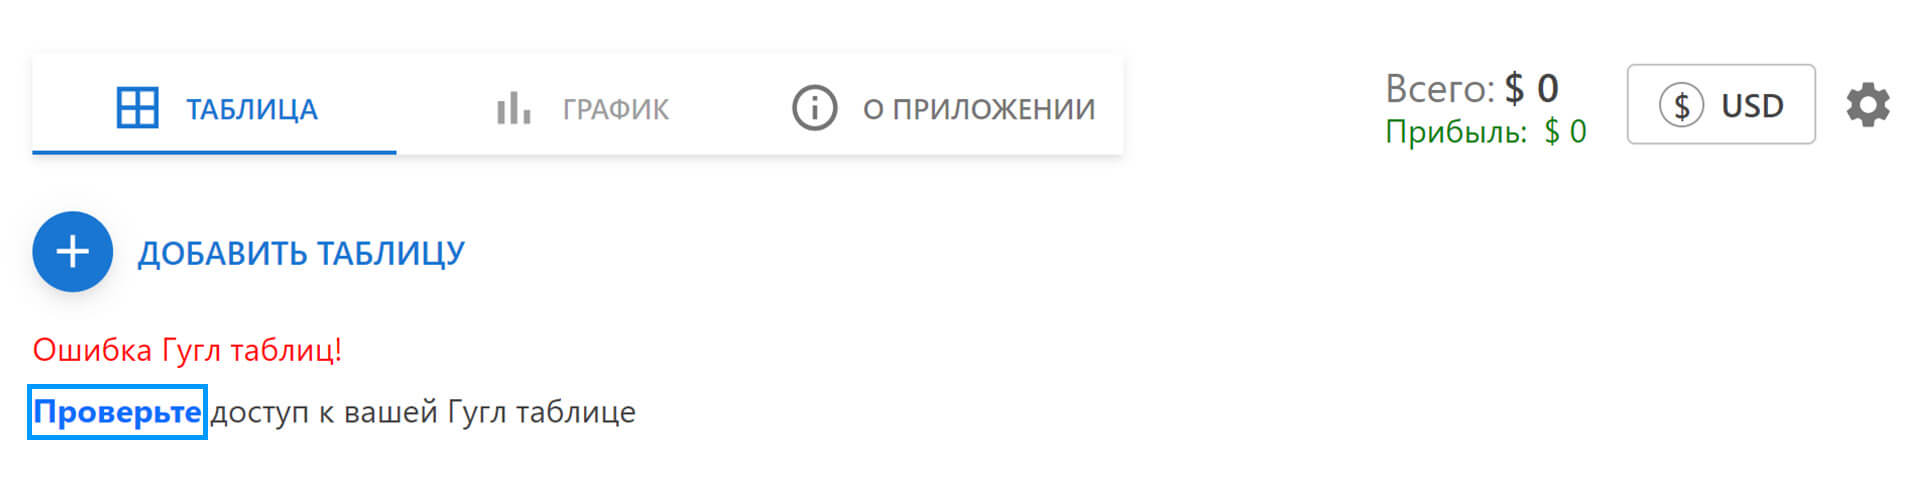 ТАБЛИЦА ГРАФИК О ПРИЛОЖЕНИИ
Всего: $ 0
Прибыль: $ 0
$ USD
ДОБАВИТЬ ТАБЛИЦУ
Ошибка Гугл таблиц!
Проверьте доступ к вашей Гугл таблице